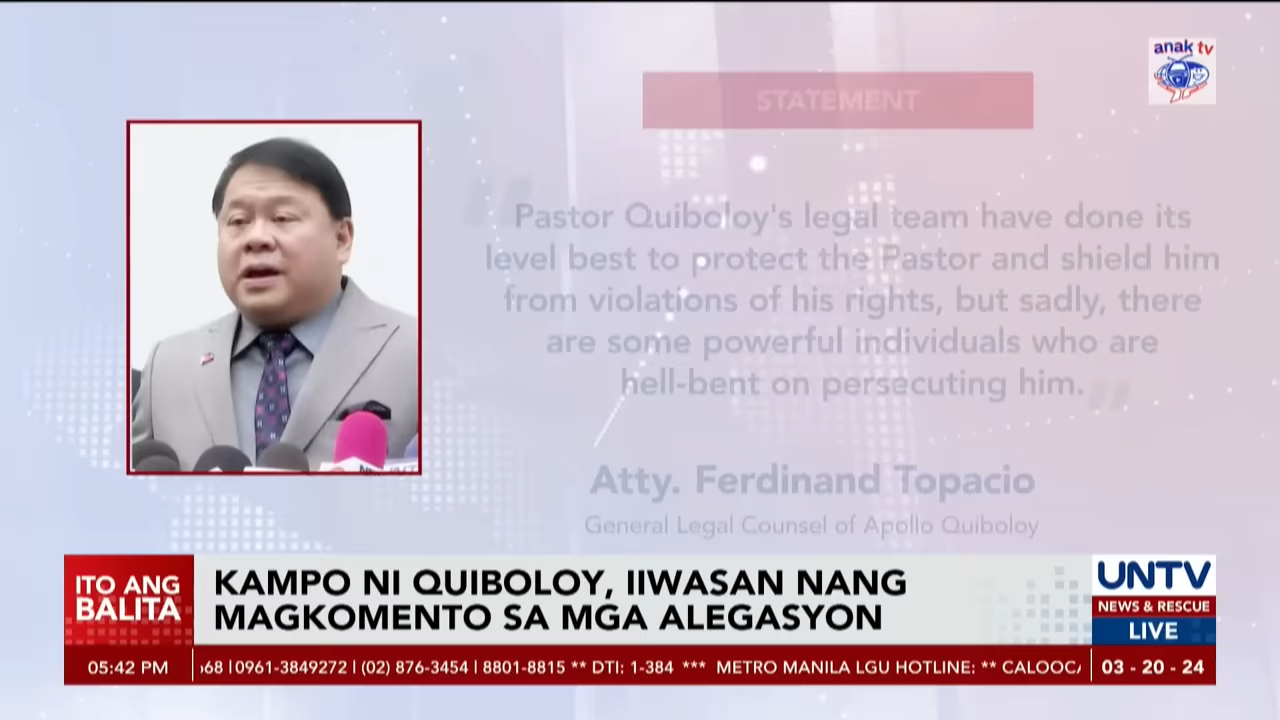 anak tv
STATEMENT
"Pastor Quiboloy's legal team have done its
level best to protect the Pastor and shield him
from violations of his rights, but sadly, there
are some powerful individuals who are
hell-bent on persecuting him."
Atty. Ferdinand Topacio
General Legal Counsel of Apollo Quiboloy
ITO ANG
BALITA
KAMPO NI QUIBOLOY, IIWASAN NANG
MAGKOMENTO SA MGA ALEGASYON
UNTV
NEWS & RESCUE
LIVE
05:42 PM
68 | 0961-3849272 | (02) 876-3454 | 8801-8815 ** DTI: 1-384 *** METRO MANILA LGU HOTLINE: ** CALOOC
03 - 20 - 24